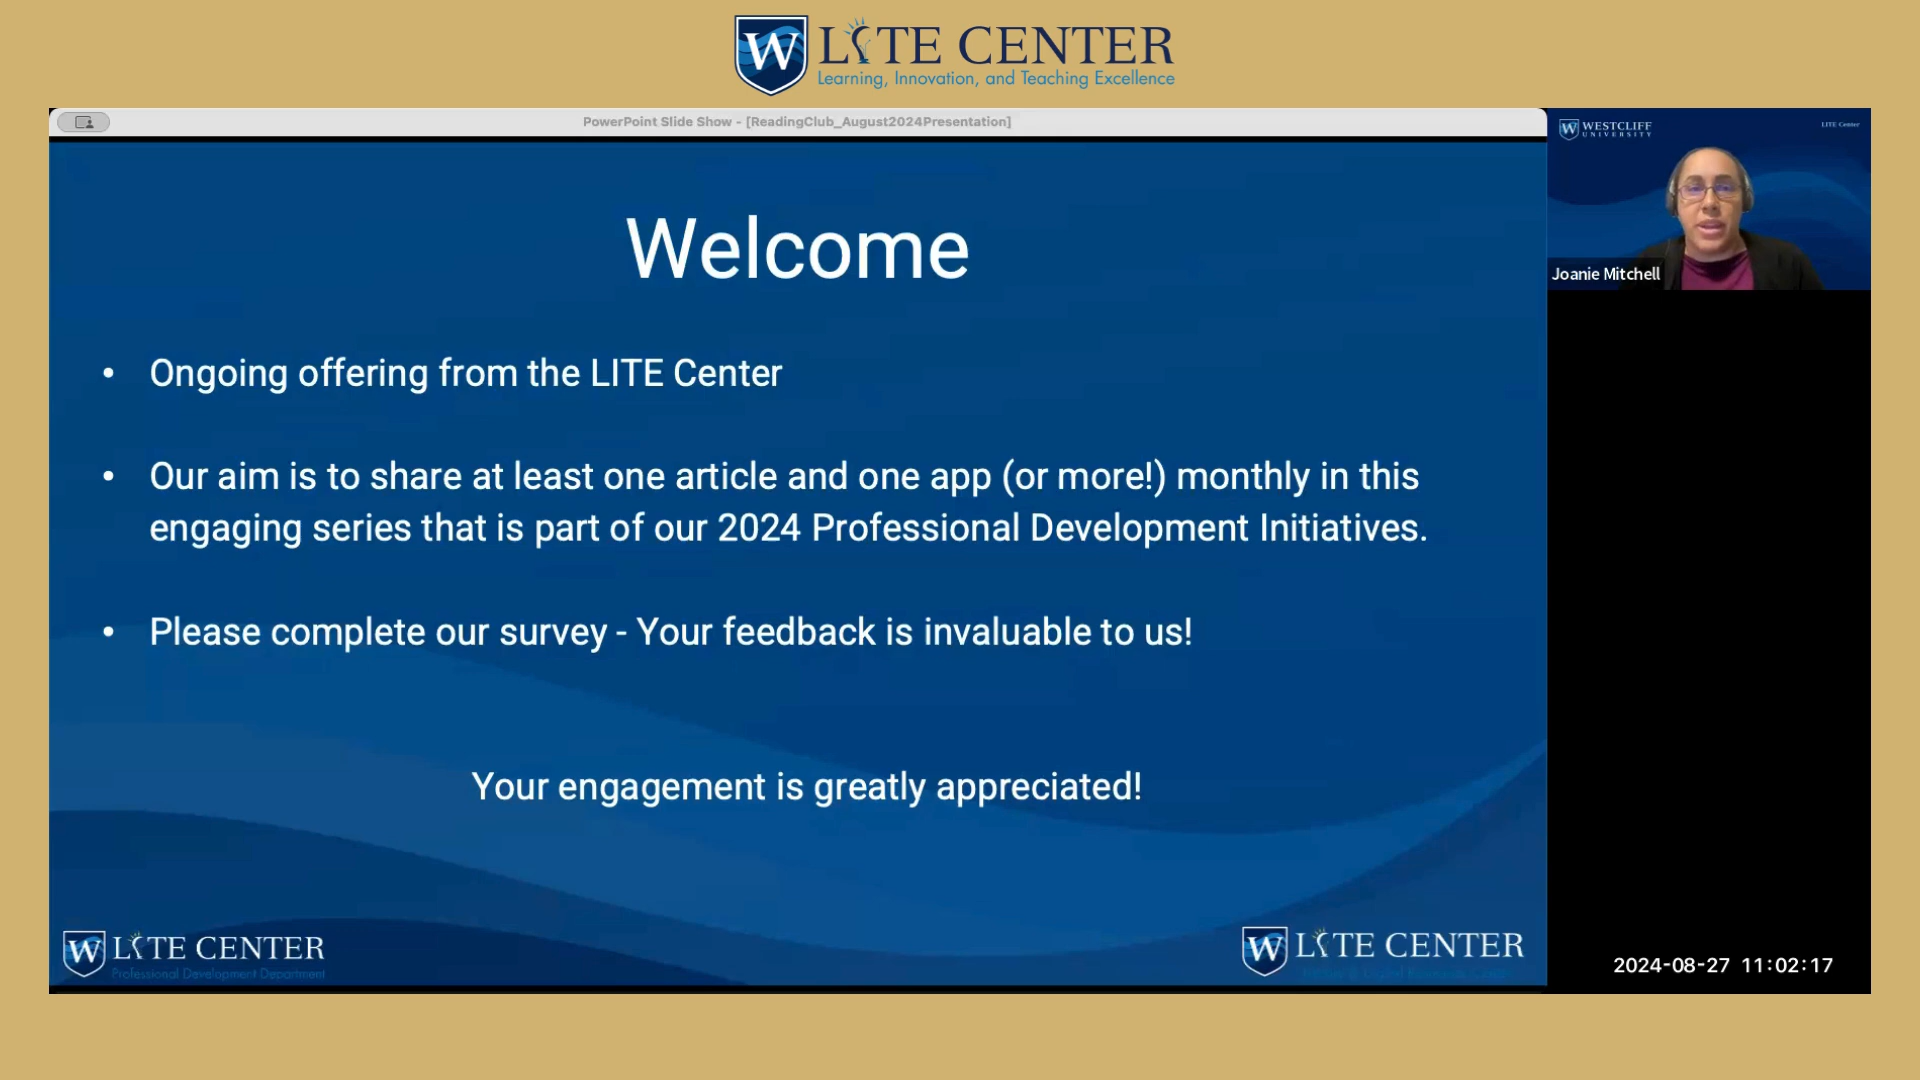 W LITE CENTER
Learning, Innovation, and Teaching Excellence
PowerPoint Slide Show - [ReadingClub_August2024Presentation]
W WESTCLIFF
UNIVERSITY
LITE Center
Joanie Mitchell
Welcome
• Ongoing offering from the LITE Center
• Our aim is to share at least one article and one app (or more!) monthly in this
engaging series that is part of our 2024 Professional Development Initiatives.
• Please complete our survey - Your feedback is invaluable to us!
Your engagement is greatly appreciated!
W LITE CENTER
Professional Development Department
W LITE CENTER
2024-08-27 11:02:17